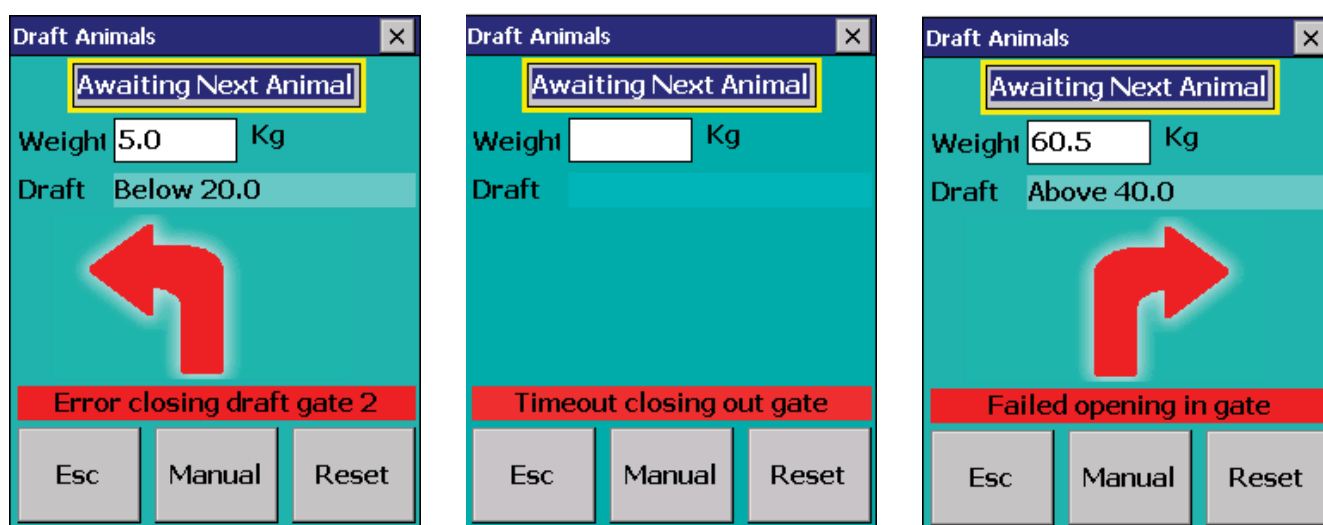 Draft Animals
Awaiting Next Animal
Weight 5.0 Kg
Draft Below 20.0
Error closing draft gate 2
Esc Manual Reset
Draft Animals
Awaiting Next Animal
Weight Kg
Draft
Timeout closing out gate
Esc Manual Reset
Draft Animals
Awaiting Next Animal
Weight 60.5 Kg
Draft Above 40.0
Failed opening in gate
Esc Manual Reset